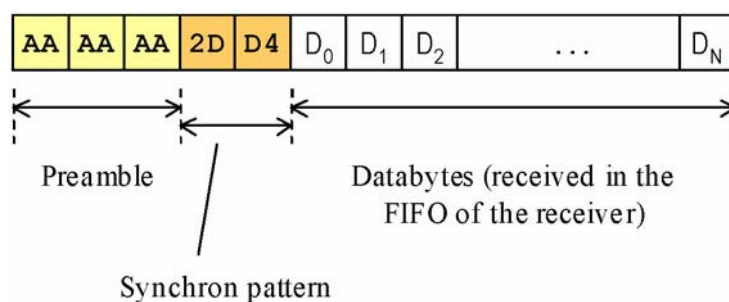 AA AA AA 2D D4 D0 D1 D2 ... DN
Preamble
Databytes (received in the
FIFO of the receiver)
Synchron pattern